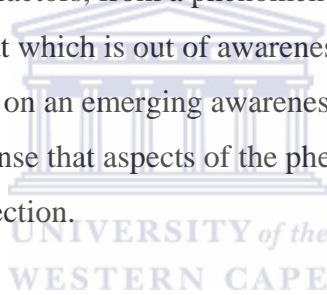 actors, from a phenomen
t which is out of awarenes
on an emerging awarenes
nse that aspects of the phe
ection.
UNIVERSITY of the
WESTERN CAPE